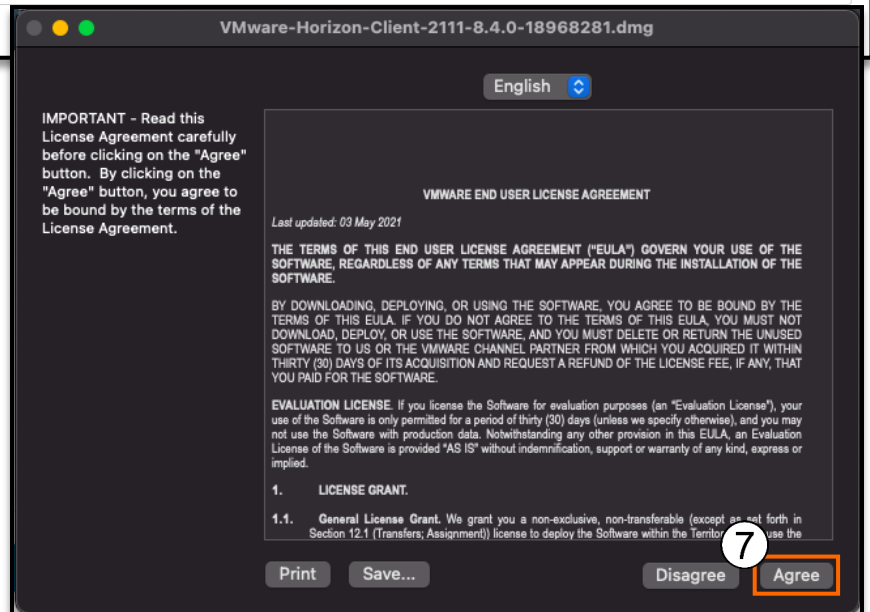 VMware-Horizon-Client-2111-8.4.0-18968281.dmg
English
IMPORTANT - Read this
License Agreement carefully
before clicking on the "Agree"
button. By clicking on the
"Agree" button, you agree to
be bound by the terms of the
License Agreement.
VMWARE END USER LICENSE AGREEMENT
Last updated: 03 May 2021
THE TERMS OF THIS END USER LICENSE AGREEMENT ("EULA") GOVERN YOUR USE OF THE
SOFTWARE, REGARDLESS OF ANY TERMS THAT MAY APPEAR DURING THE INSTALLATION OF THE
SOFTWARE.
BY DOWNLOADING, DEPLOYING, OR USING THE SOFTWARE, YOU AGREE TO BE BOUND BY THE
TERMS OF THIS EULA. IF YOU DO NOT AGREE TO THE TERMS OF THIS EULA, YOU MUST NOT
DOWNLOAD, DEPLOY, OR USE THE SOFTWARE, AND YOU MUST DELETE OR RETURN THE UNUSED
SOFTWARE TO US OR THE VMWARE CHANNEL PARTNER FROM WHICH YOU ACQUIRED IT WITHIN
THIRTY (30) DAYS OF ITS ACQUISITION AND REQUEST A REFUND OF THE LICENSE FEE, IF ANY, THAT
YOU PAID FOR THE SOFTWARE.
EVALUATION LICENSE. If you license the Software for evaluation purposes (an "Evaluation License"), your
use of the Software is only permitted for a period of thirty (30) days (unless we specify otherwise), and you may
not use the Software with production data. Notwithstanding any other provision in this EULA, an Evaluation
License of the Software is provided "AS IS" without indemnification, support or warranty of any kind, express or
implied.
1. LICENSE GRANT.
1.1. General License Grant. We grant you a non-exclusive, non-transferable (except as set forth in
Section 12.1 (Transfers; Assignment)) license to deploy the Software within the use the
7
Print Save... Disagree Agree